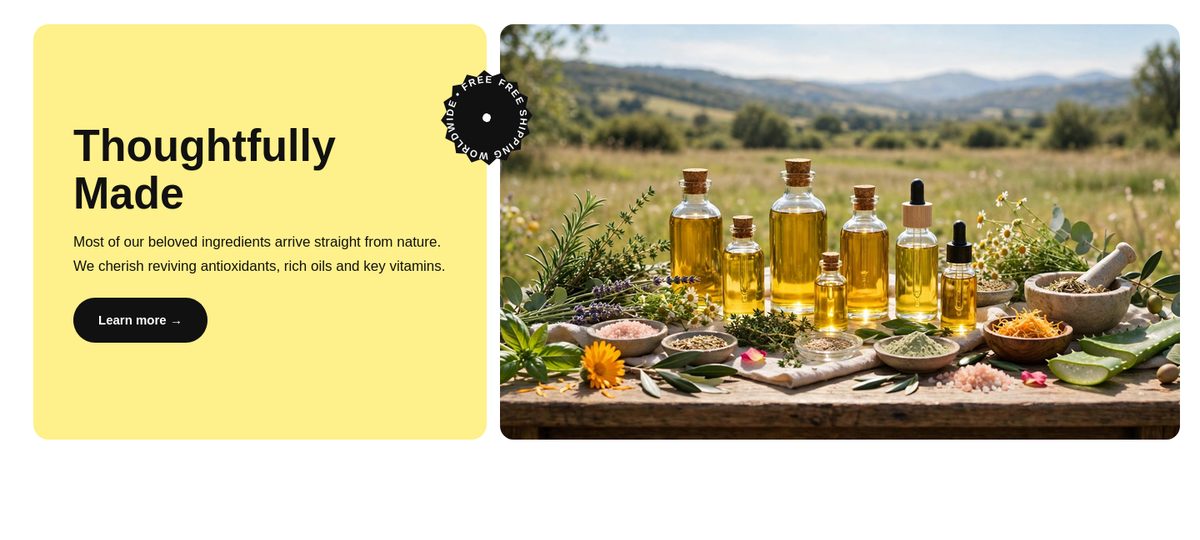 Thoughtfully
Made
Most of our beloved ingredients arrive straight from nature.
We cherish reviving antioxidants, rich oils and key vitamins.
Learn more →
FREE SHIPPING WORLDWIDE • FREE